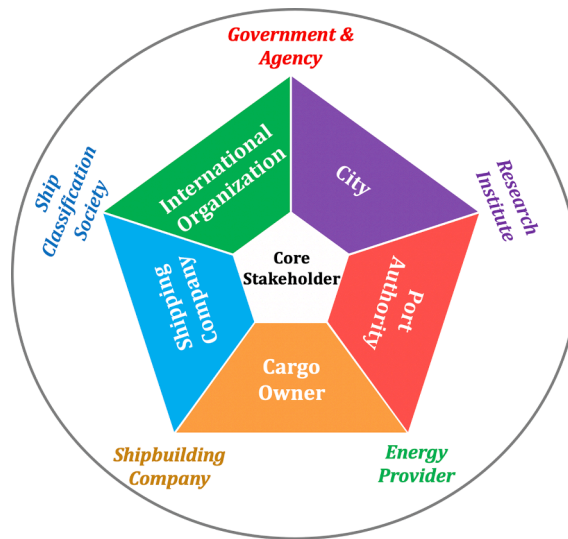 Government &
Agency
Ship
Classification
Society
International
Organization
City
Research
Institute
Core
Stakeholder
Shipping
Company
Port
Authority
Cargo
Owner
Shipbuilding
Company
Energy
Provider